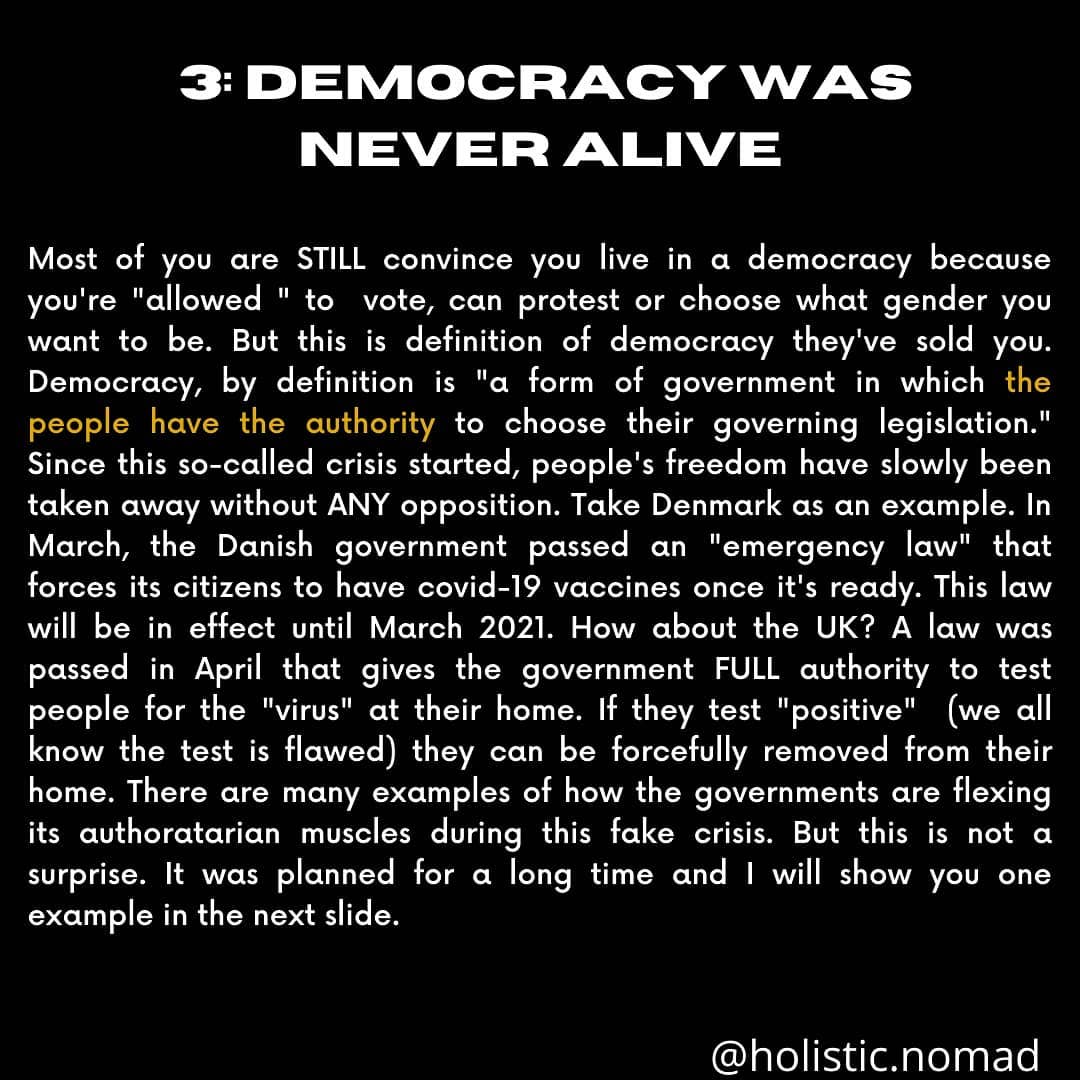 3: DEMOCRACY WAS
NEVER ALIVE
Most of you are STILL convince you live in a democracy because
you're "allowed " to  vote, can protest or choose what gender you
want to be. But this is definition of democracy they've sold you.
Democracy, by definition is "a form of government in which the
people have the authority to choose their governing legislation."
Since this so-called crisis started, people's freedom have slowly been
taken away without ANY opposition. Take Denmark as an example. In
March, the Danish government passed an "emergency law" that
forces its citizens to have covid-19 vaccines once it's ready. This law
will be in effect until March 2021. How about the UK? A law was
passed in April that gives the government FULL authority to test
people for the "virus" at their home. If they test "positive"  (we all
know the test is flawed) they can be forcefully removed from their
home. There are many examples of how the governments are flexing
its authoratarian muscles during this fake crisis. But this is not a
surprise. It was planned for a long time and I will show you one
example in the next slide.
@holistic.nomad